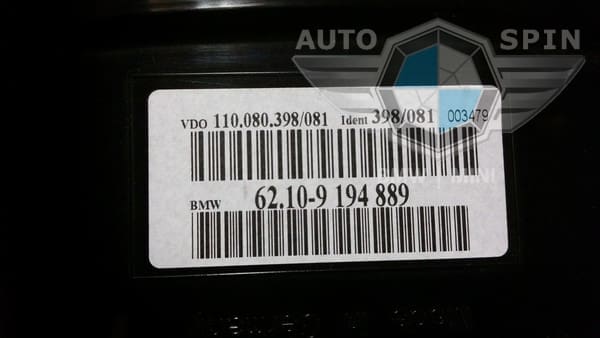 AUTO SPIN
VDO 110.080.398/081 Ident 398/081 003479
BMW 62.10-9 194 889